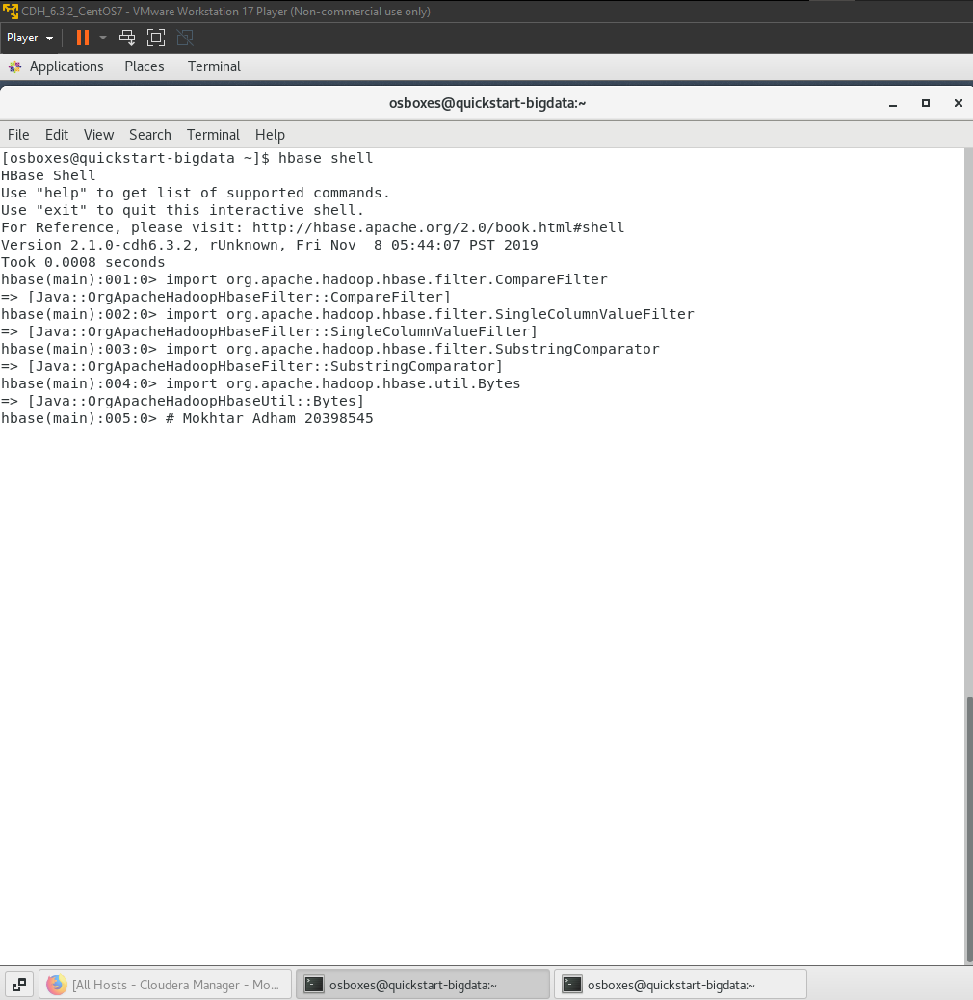 CDH_6.3.2_CentOS7 - VMware Workstation 17 Player (Non-commercial use only)
Player
Applications Places Terminal
osboxes@quickstart-bigdata:~
File Edit View Search Terminal Help
[osboxes@quickstart-bigdata ~]$ hbase shell
HBase Shell
Use "help" to get list of supported commands.
Use "exit" to quit this interactive shell.
For Reference, please visit: http://hbase.apache.org/2.0/book.html#shell
Version 2.1.0-cdh6.3.2, rUnknown, Fri Nov  8 05:44:07 PST 2019
Took 0.0008 seconds
hbase(main):001:0> import org.apache.hadoop.hbase.filter.CompareFilter
=> [Java::OrgApacheHadoopHbaseFilter::CompareFilter]
hbase(main):002:0> import org.apache.hadoop.hbase.filter.SingleColumnValueFilter
=> [Java::OrgApacheHadoopHbaseFilter::SingleColumnValueFilter]
hbase(main):003:0> import org.apache.hadoop.hbase.filter.SubstringComparator
=> [Java::OrgApacheHadoopHbaseFilter::SubstringComparator]
hbase(main):004:0> import org.apache.hadoop.hbase.util.Bytes
=> [Java::OrgApacheHadoopHbaseUtil::Bytes]
hbase(main):005:0> # Mokhtar Adham 20398545
[All Hosts - Cloudera Manager - Mo... osboxes@quickstart-bigdata:~ osboxes@quickstart-bigdata:~